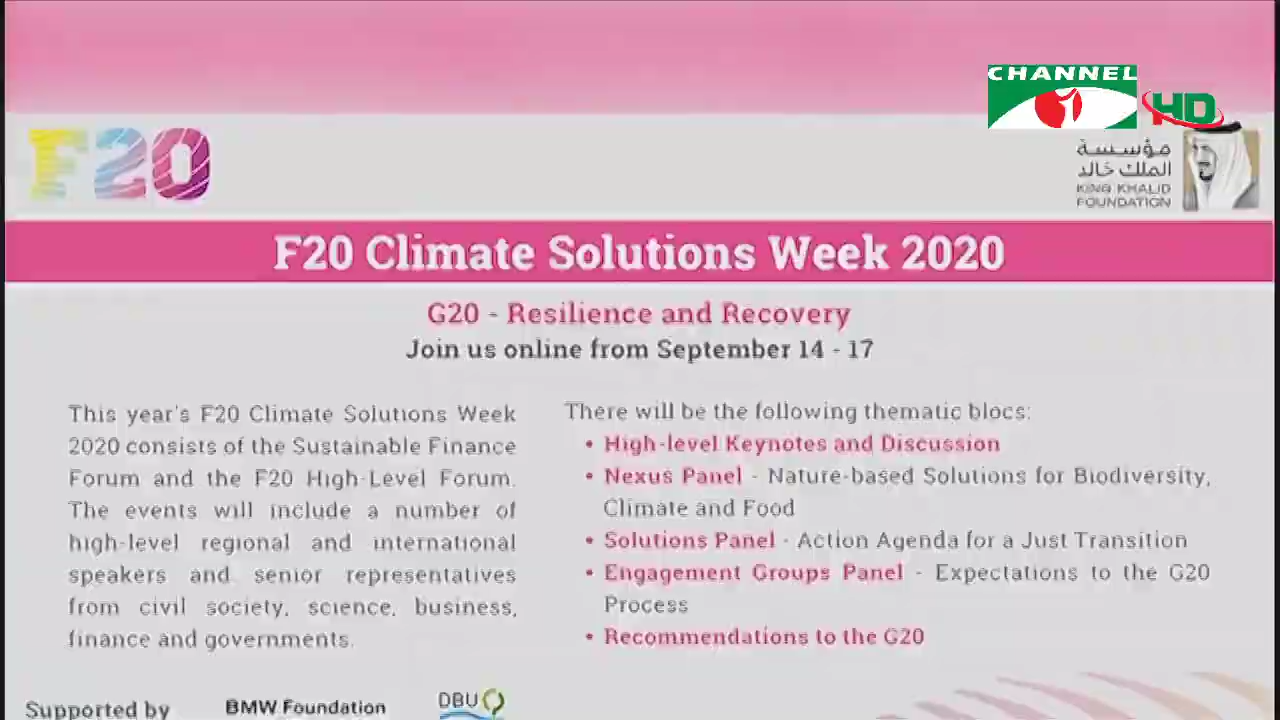 CHANNEL
HD
F20
مؤسسة
الملك خالد
KING KHALID
FOUNDATION
F20 Climate Solutions Week 2020
G20 - Resilience and Recovery
Join us online from September 14 - 17
This year's F20 Climate Solutions Week
2020 consists of the Sustainable Finance
Forum and the F20 High-Level Forum.
The events will include a number of
high-level regional and international
speakers and senior representatives
from civil society, science, business,
finance and governments.
There will be the following thematic blocs:
• High-level Keynotes and Discussion
• Nexus Panel - Nature-based Solutions for Biodiversity,
Climate and Food
• Solutions Panel - Action Agenda for a Just Transition
• Engagement Groups Panel - Expectations to the G20
Process
• Recommendations to the G20
Supported by
BMW Foundation
DBU